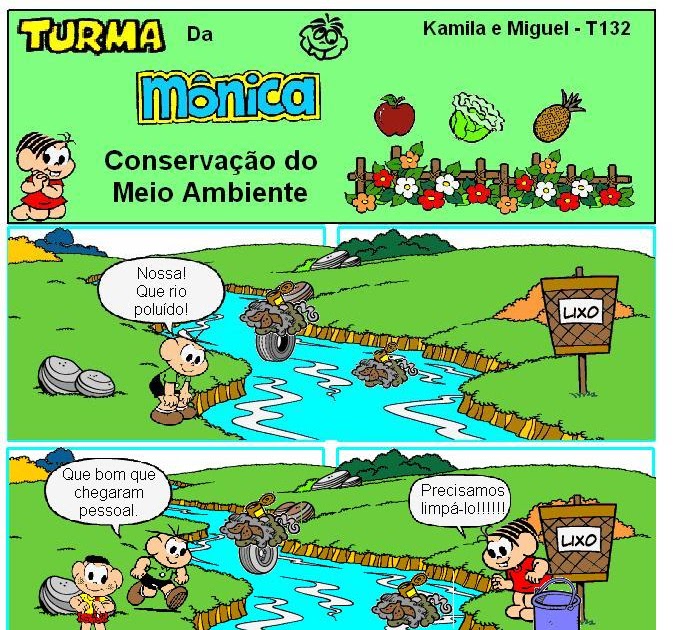 TURMA Da
Kamila e Miguel - T132
mônica
Conservação do
Meio Ambiente
Nossa!
Que rio
poluído!
LIXO
Que bom que
chegaram
pessoal.
Precisamos
limpá-lo!!!!!!
LIXO